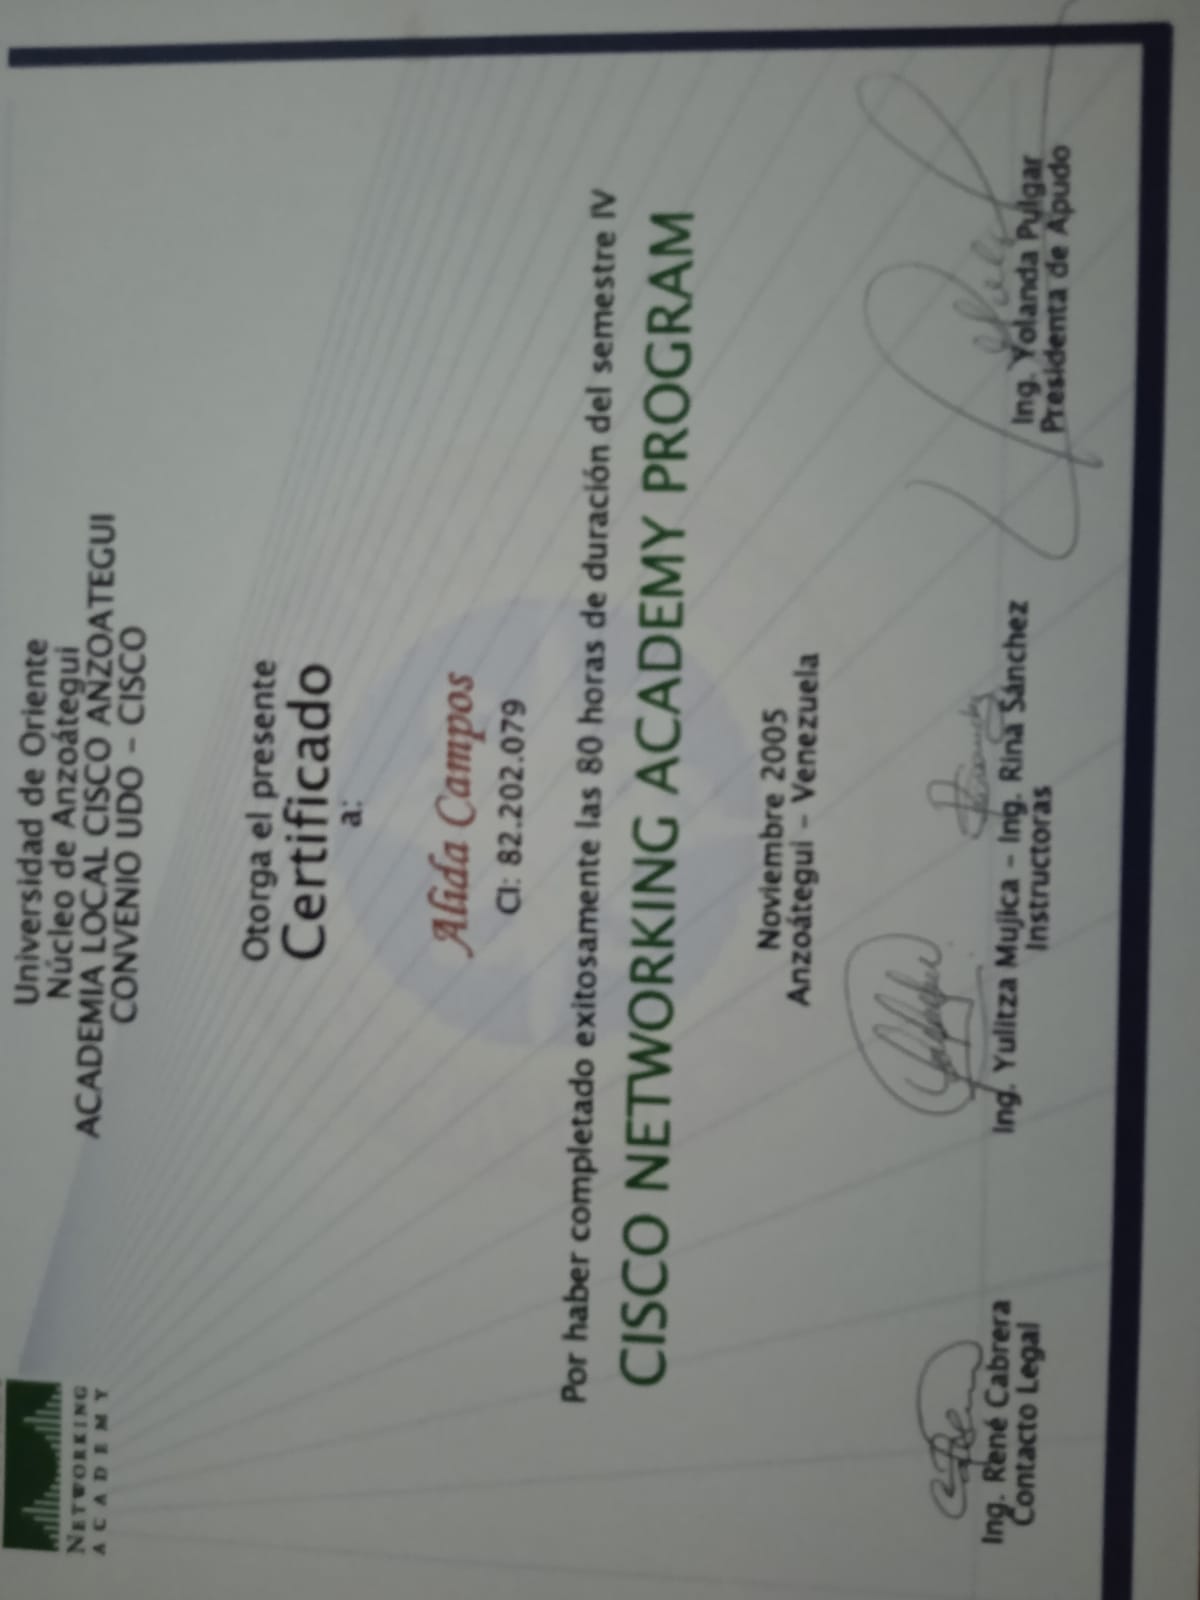 NETWORKING
ACADEMY
Universidad de Oriente
Núcleo de Anzoátegui
ACADEMIA LOCAL CISCO ANZOATEGUI
CONVENIO UDO – CISCO
Otorga el presente
Certificado
a:
Alida Campos
CI: 82.202.079
Por haber completado exitosamente las 80 horas de duración del semestre IV
CISCO NETWORKING ACADEMY PROGRAM
Noviembre 2005
Anzoátegui – Venezuela
Ing. René Cabrera
Contacto Legal
Ing. Yulitza Mujica – Ing. Rina Sánchez
Instructoras
Ing. Yolanda Pulgar
Presidenta de Apudo